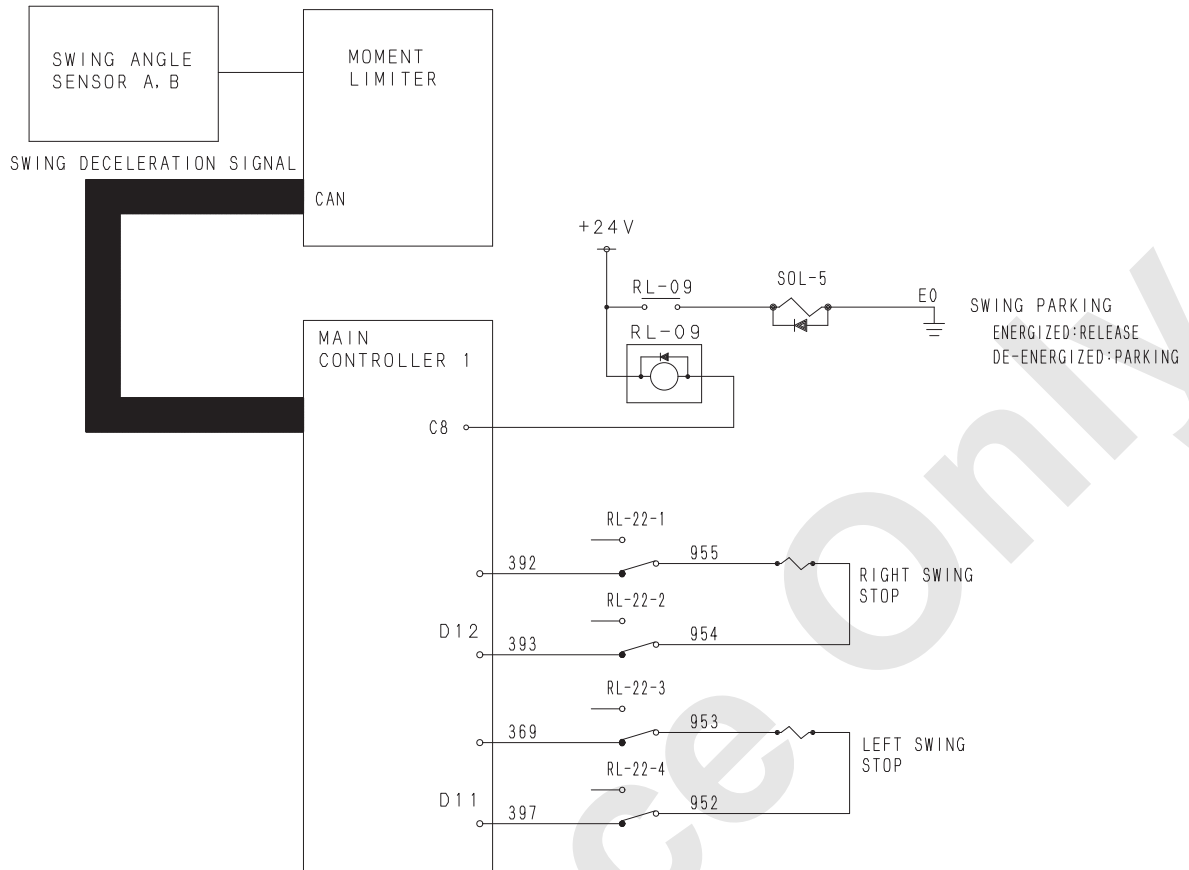 SWING ANGLE
SENSOR A, B
MOMENT
LIMITER
SWING DECELERATION SIGNAL
CAN
+24V
RL-09
SOL-5
E0
SWING PARKING
ENERGIZED:RELEASE
DE-ENERGIZED:PARKING
RL-09
MAIN
CONTROLLER 1
C8
RL-22-1
392
955
RIGHT SWING
STOP
RL-22-2
D12
393
954
RL-22-3
369
953
LEFT SWING
STOP
RL-22-4
D11
397
952
ce Only